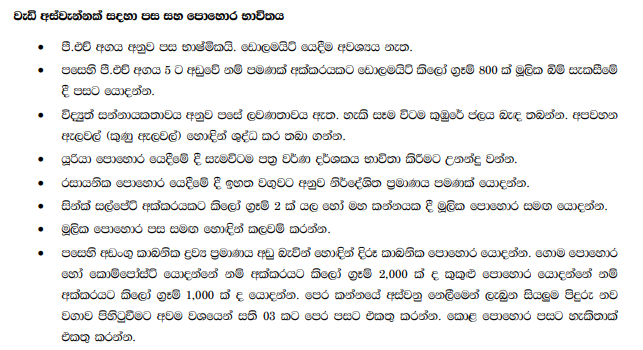 වැඩි අස්වැන්නක් සදහා පස සහ පොහොර භාවිතය
• පී.එච් අගය අනුව පස භාෂ්මිකයි. ඩොලමයිට් යෙදීම අවශ්‍යය නැත.
• පසෙහි පී.එච් අගය 5 ට අඩුවේ නම් පමණක් අක්කරයකට ඩොලමයිට් කිලෝ ග්‍රෑම් 800 ක් මූලික බිම් සැකසීමේ
දී පසට යොදන්න.
• විද්‍යුත් සන්නායකතාවය අනුව පසේ ලවණතාවය ඇත. හැකි සෑම විටම කුඹුරේ ජලය බැඳ තබන්න. අපවහන
ඇලවල් (කුණු ඇලවල්) හොඳින් ශුද්ධ කර තබා ගන්න.
• යූරියා පොහොර යෙදීමේ දී සැමවිටම පත්‍ර වර්ණ දර්ශකය භාවිතා කිරීමට උනන්දු වන්න.
• රසායනික පොහොර යෙදීමේ දී ඉහත වගුවට අනුව නිර්දේශිත ප්‍රමාණය පමණක් යොදන්න.
• සින්ක් සල්පේට් අක්කරයකට කිලෝ ග්‍රෑම් 2 ක් යල හෝ මහ කන්නයක දී මූලික පොහොර සමඟ යොදන්න.
• මූලික පොහොර පස සමඟ හොඳින් කලවම් කරන්න.
• පසෙහි අඩංගු කාබනික ද්‍රව්‍ය ප්‍රමාණය අඩු බැවින් හොඳින් දිරූ කාබනික පොහොර යොදන්න. ගොම පොහොර
හෝ කොම්පෝස්ට් යොදන්නේ නම් අක්කරයට කිලෝ ග්‍රෑම් 2,000 ක් ද කුකුළු පොහොර යොදන්නේ නම්
අක්කරයට කිලෝ ග්‍රෑම් 1,000 ක් ද යොදන්න. පෙර කන්නයේ අස්වනු නෙලීමෙන් ලැබුන සියලුම පිදුරු නව
වගාව පිහිටුවීමට අවම වශයෙන් සති 03 කට පෙර පසට එකතු කරන්න. කොළ පොහොර පසට හැකිතාක්
එකතු කරන්න.